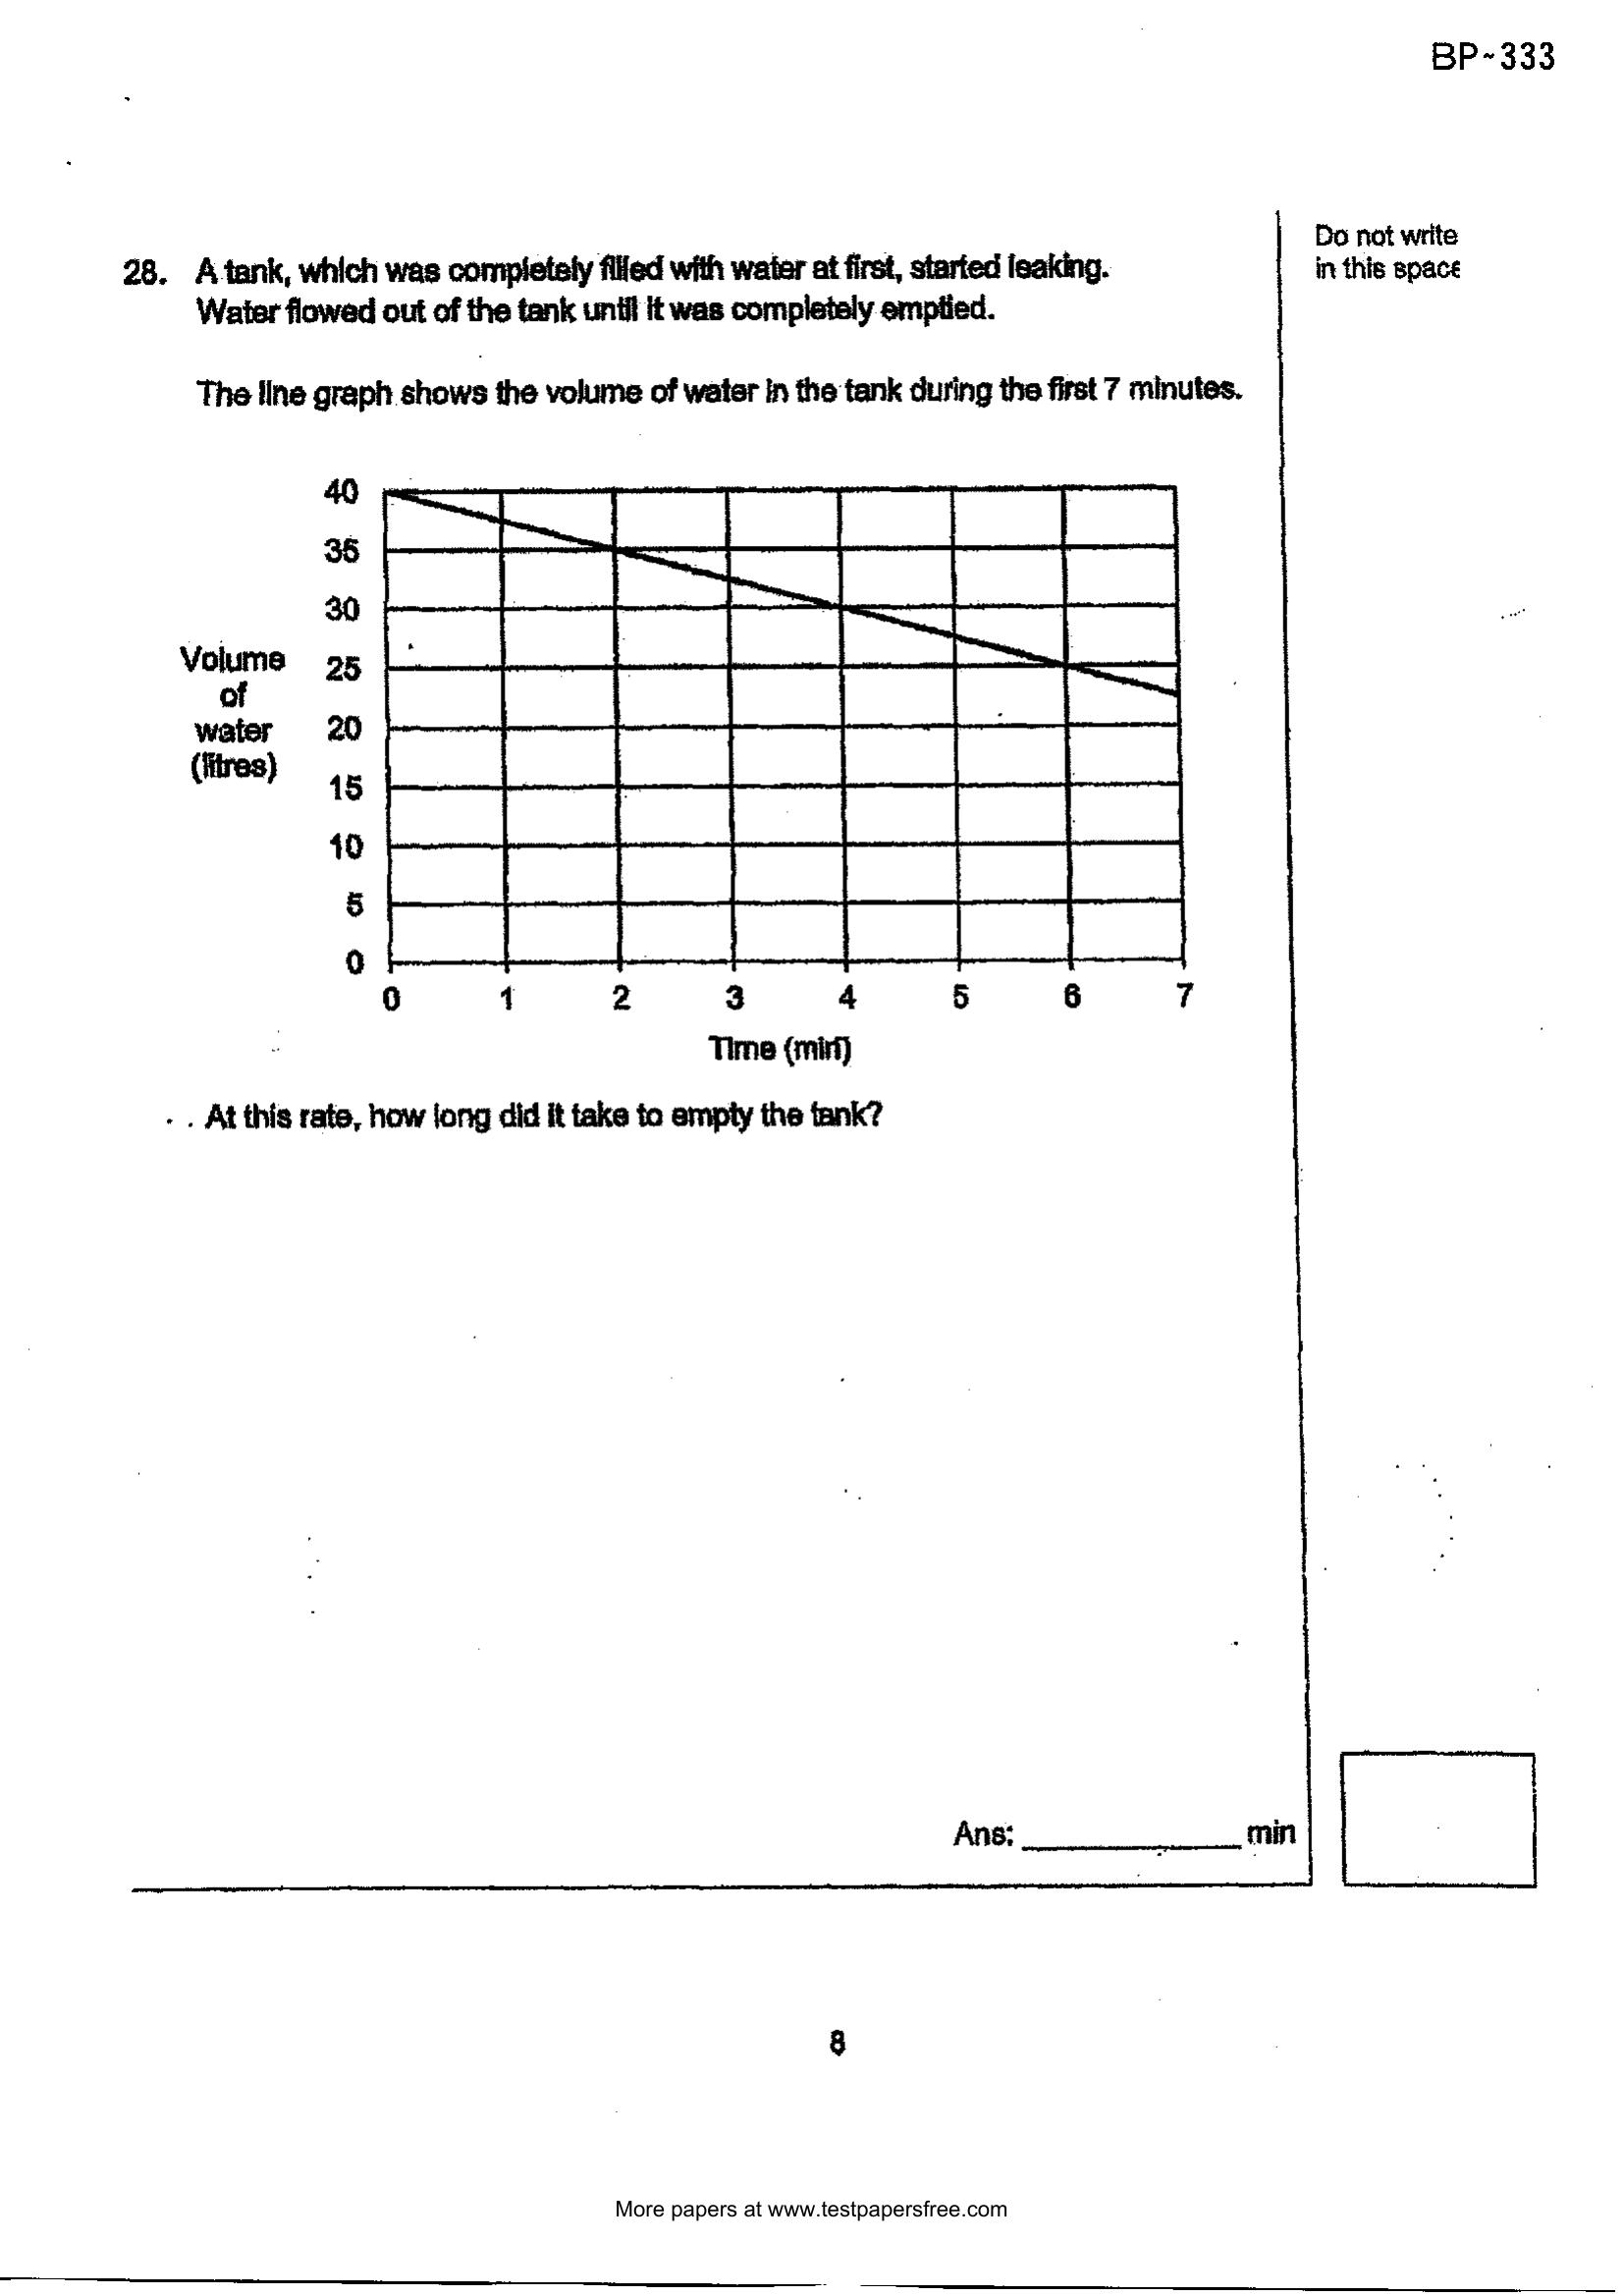 BP~333
Do not write
in this space
28. A tank, which was completely filled with water at first, started leaking.
Water flowed out of the tank until it was completely emptied.
The line graph shows the volume of water in the tank during the first 7 minutes.
40
35
30
25
20
15
10
5
0
Volume
of
water
(litres)
0 1 2 3 4 5 6 7
Time (min)
At this rate, how long did it take to empty the tank?
Ans: ____________ min
8
More papers at www.testpapersfree.com